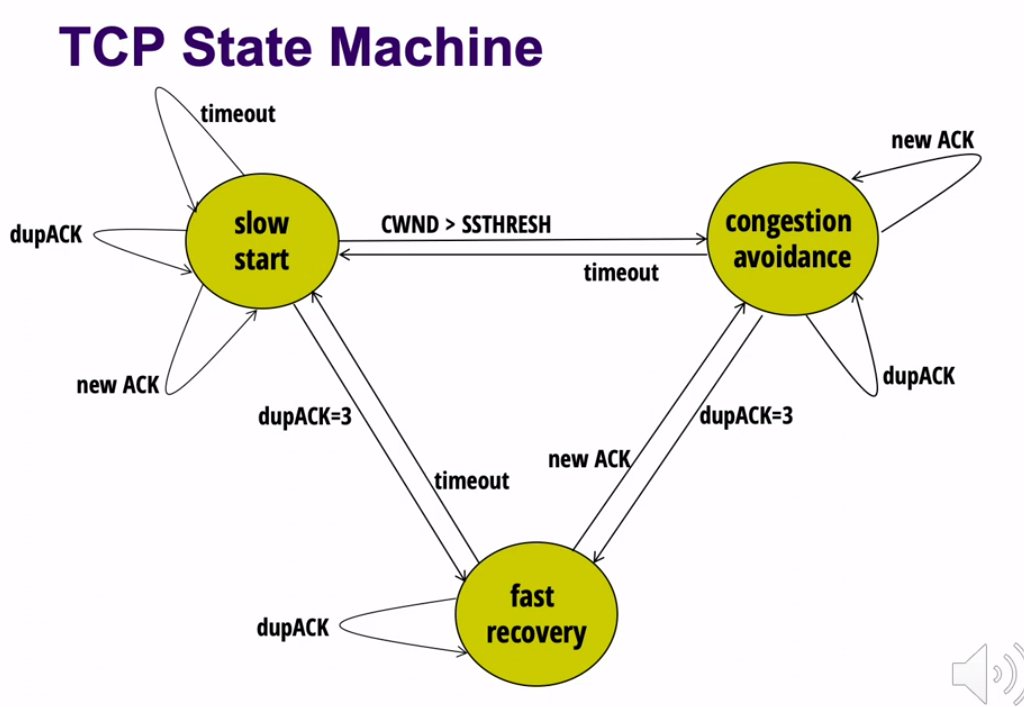 TCP State Machine
timeout
new ACK
dupACK
slow
start
CWND > SSTHRESH
timeout
congestion
avoidance
new ACK
dupACK
dupACK=3
dupACK=3
new ACK
timeout
fast
recovery
dupACK